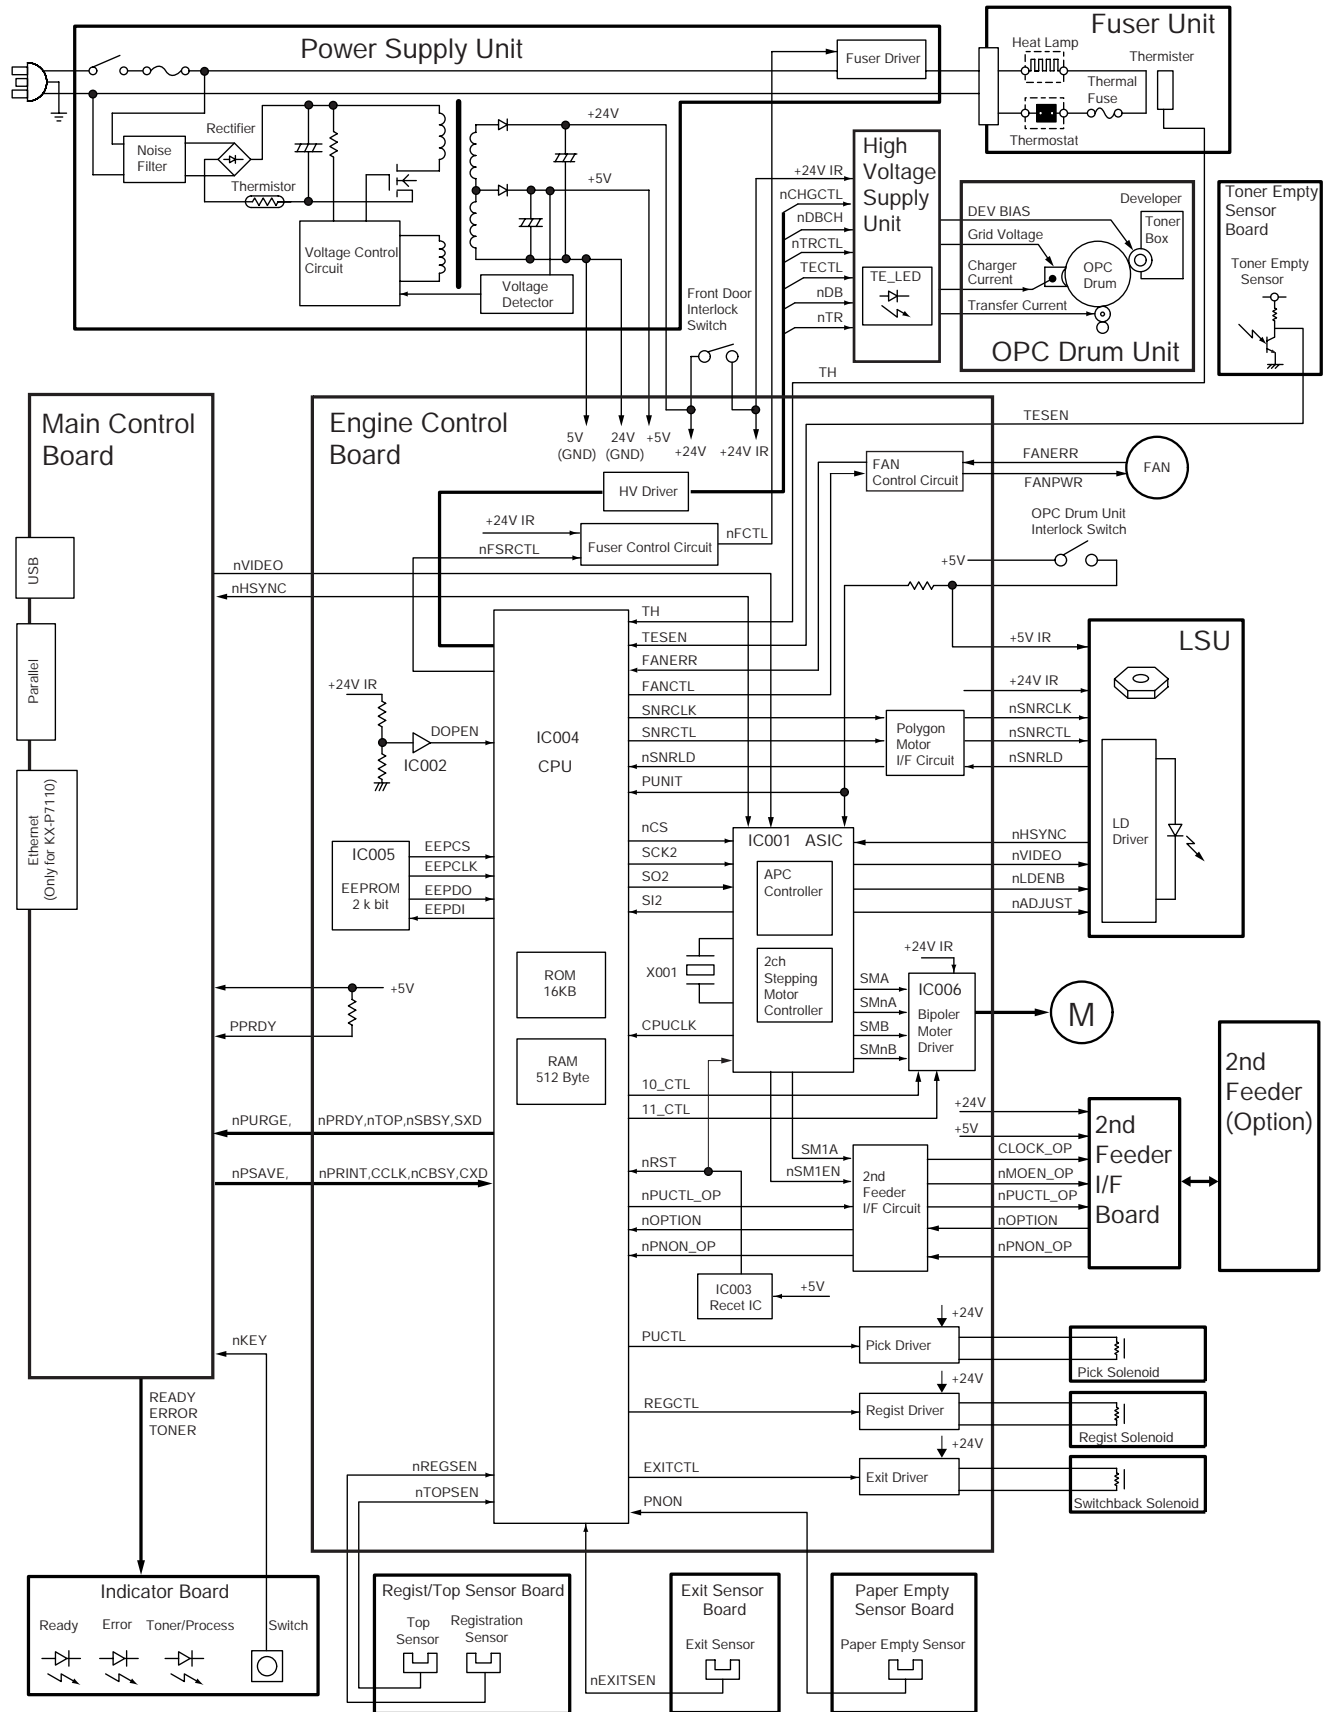 Power Supply Unit
Fuser Driver
Noise
Filter
Rectifier
Thermistor
Voltage Control
Circuit
+24V
+5V
Voltage
Detector
Fuser Unit
Heat Lamp
Thermister
Thermal
Fuse
Thermostat
High
Voltage
Supply
Unit
TE_LED
+24V IR
nCHGCTL
nDBCH
nTRCTL
TECTL
nDB
nTR
Front Door
Interlock
Switch
DEV BIAS
Grid Voltage
Charger
Current
Transfer Current
Developer
Toner
Box
OPC
Drum
OPC Drum Unit
Toner Empty
Sensor
Board
Toner Empty
Sensor
TH
TESEN
Main Control
Board
USB
Parallel
Ethernet
(Only for KX-P7110)
Engine Control
Board
5V
(GND)
24V
(GND)
+5V
+24V
+24V IR
HV Driver
+24V IR
nFSRCTL
Fuser Control Circuit
nFCTL
FAN
Control Circuit
FANERR
FANPWR
FAN
OPC Drum Unit
Interlock Switch
+5V
nVIDEO
nHSYNC
TH
TESEN
FANERR
FANCTL
SNRCLK
SNRCTL
nSNRLD
PUNIT
+24V IR
DOPEN
IC002
IC004
CPU
Polygon
Motor
I/F Circuit
+5V IR
+24V IR
nSNRCLK
nSNRCTL
nSNRLD
LSU
LD
Driver
nHSYNC
nVIDEO
nLDENB
nADJUST
IC005
EEPROM
2 k bit
EEPCS
EEPCLK
EEPDO
EEPDI
nCS
SCK2
SO2
SI2
IC001 ASIC
APC
Controller
2ch
Stepping
Motor
Controller
X001
CPUCLK
ROM
16KB
RAM
512 Byte
SMA
SMnA
SMB
SMnB
+24V IR
IC006
Bipoler
Moter
Driver
M
+5V
PPRDY
10_CTL
11_CTL
nPURGE, nPRDY,nTOP,nSBSY,SXD
nPSAVE, nPRINT,CCLK,nCBSY,CXD
SM1A
nSM1EN
nRST
nPUCTL_OP
nOPTION
nPNON_OP
2nd
Feeder
I/F Circuit
+24V
+5V
CLOCK_OP
nMOEN_OP
nPUCTL_OP
nOPTION
nPNON_OP
2nd
Feeder
I/F
Board
2nd
Feeder
(Option)
IC003
Recet IC
+5V
PUCTL
+24V
Pick Driver
Pick Solenoid
REGCTL
+24V
Regist Driver
Regist Solenoid
EXITCTL
+24V
Exit Driver
Switchback Solenoid
nKEY
READY
ERROR
TONER
nREGSEN
nTOPSEN
PNON
Indicator Board
Ready
Error
Toner/Process
Switch
Regist/Top Sensor Board
Top
Sensor
Registration
Sensor
nEXITSEN
Exit Sensor
Board
Exit Sensor
Paper Empty
Sensor Board
Paper Empty Sensor